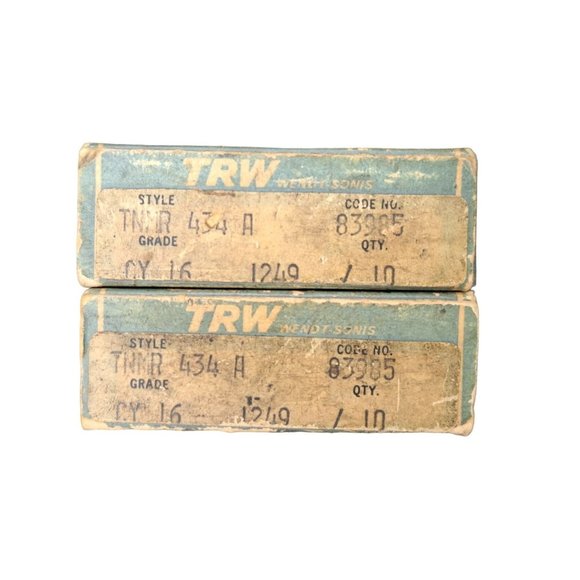 TRW
WENDT-SONIS
STYLE CODE NO.
TNMR 434 A 83985
GRADE QTY.
CY 16 1249 / 10
TRW
WENDT-SONIS
STYLE CODE NO.
TNMR 434 A 83985
GRADE QTY.
CY 16 1249 / 10